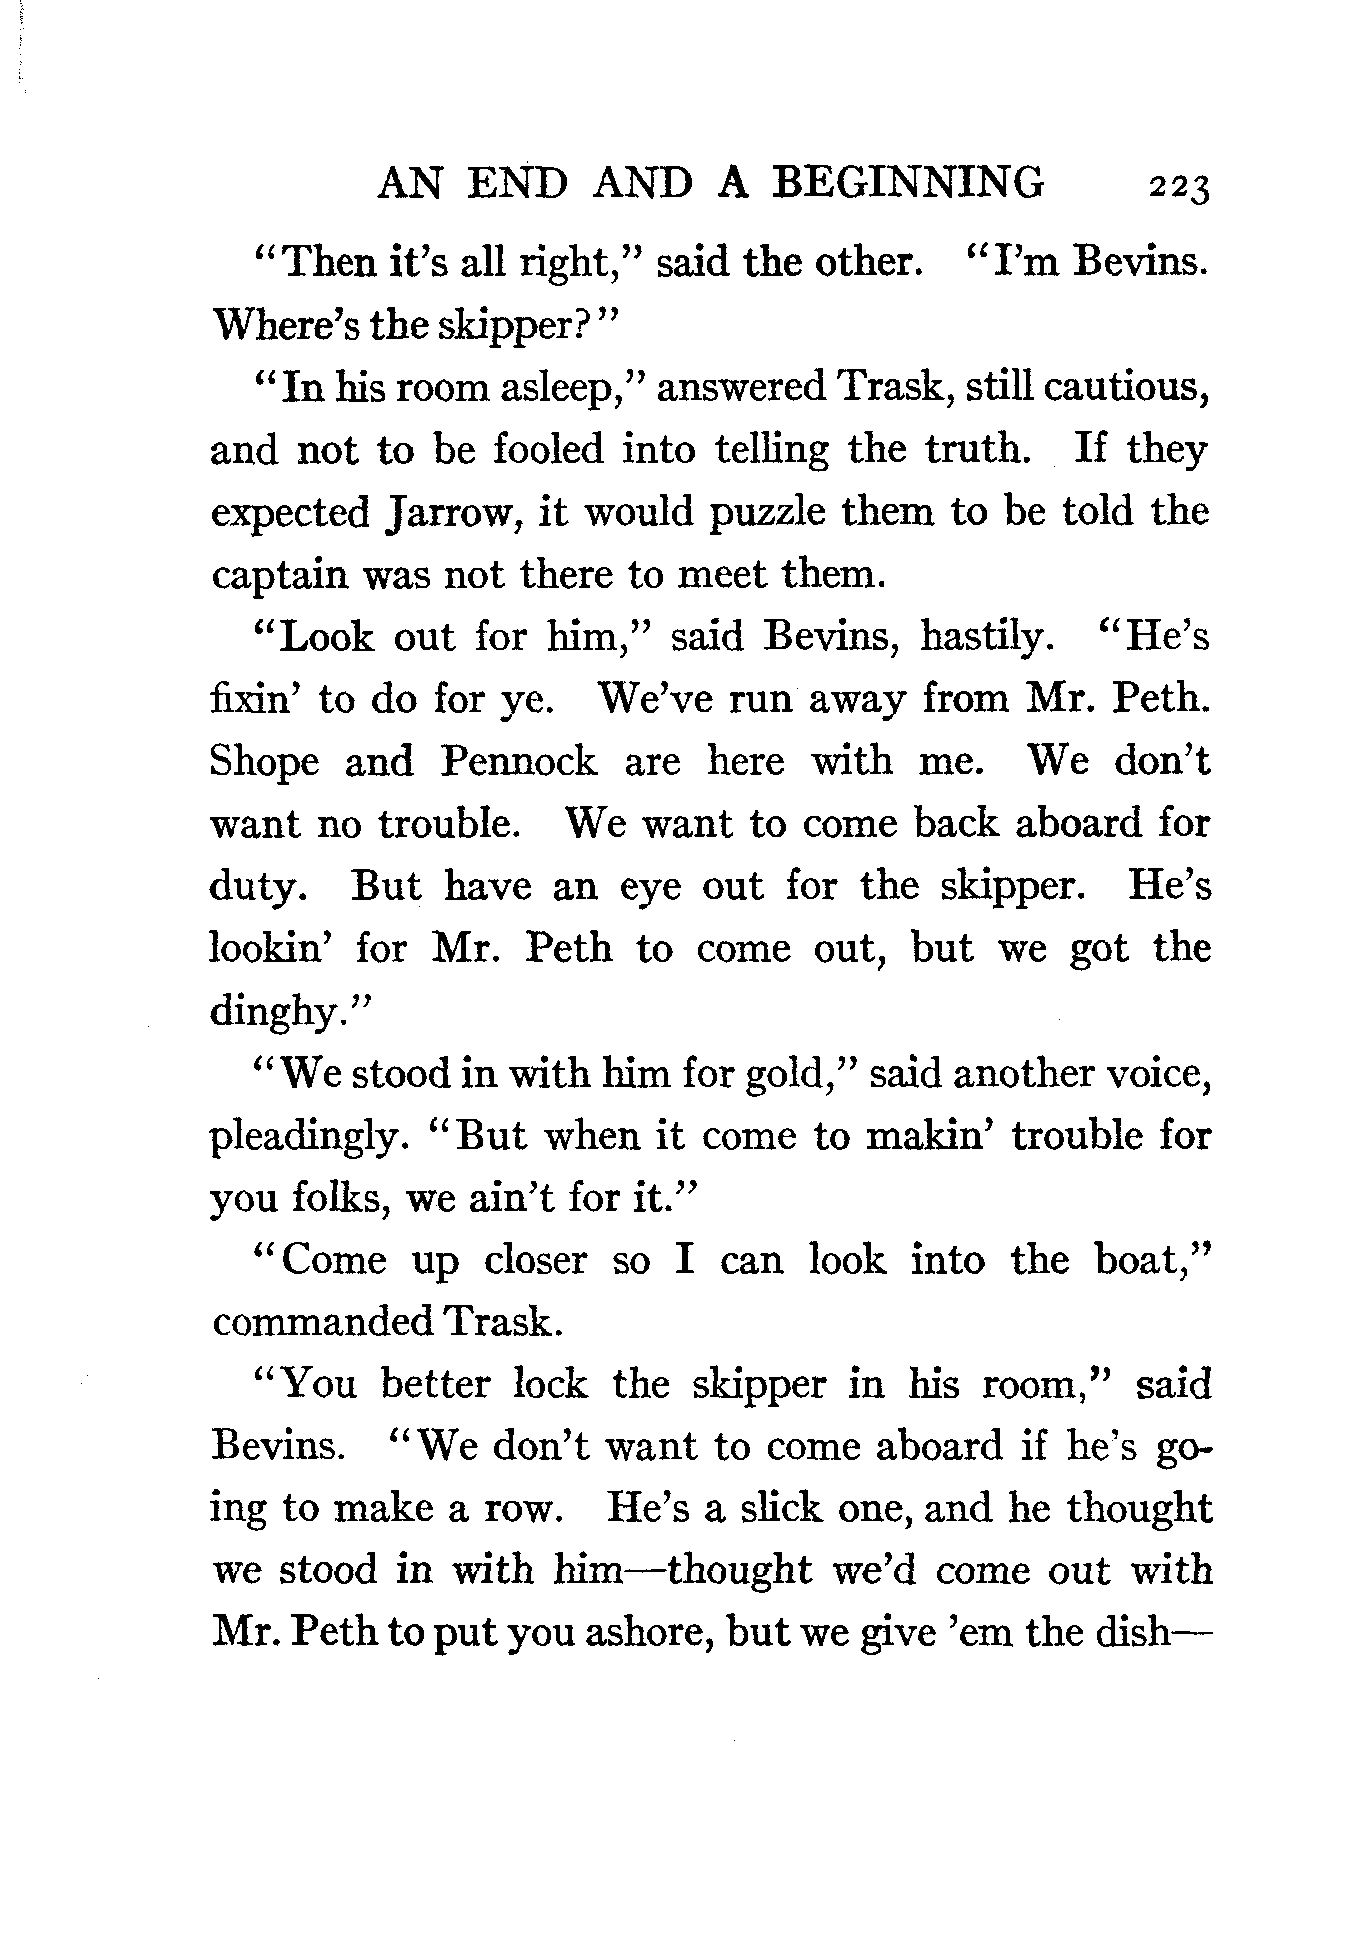 AN END AND A BEGINNING 223
"Then it's all right," said the other. "I'm Bevins.
Where's the skipper?"
"In his room asleep," answered Trask, still cautious,
and not to be fooled into telling the truth. If they
expected Jarrow, it would puzzle them to be told the
captain was not there to meet them.
"Look out for him," said Bevins, hastily. "He's
fixin' to do for ye. We've run away from Mr. Peth.
Shope and Pennock are here with me. We don't
want no trouble. We want to come back aboard for
duty. But have an eye out for the skipper. He's
lookin' for Mr. Peth to come out, but we got the
dinghy."
"We stood in with him for gold," said another voice,
pleadingly. "But when it come to makin' trouble for
you folks, we ain't for it."
"Come up closer so I can look into the boat,"
commanded Trask.
"You better lock the skipper in his room," said
Bevins. "We don't want to come aboard if he's go-
ing to make a row. He's a slick one, and he thought
we stood in with him—thought we'd come out with
Mr. Peth to put you ashore, but we give 'em the dish—